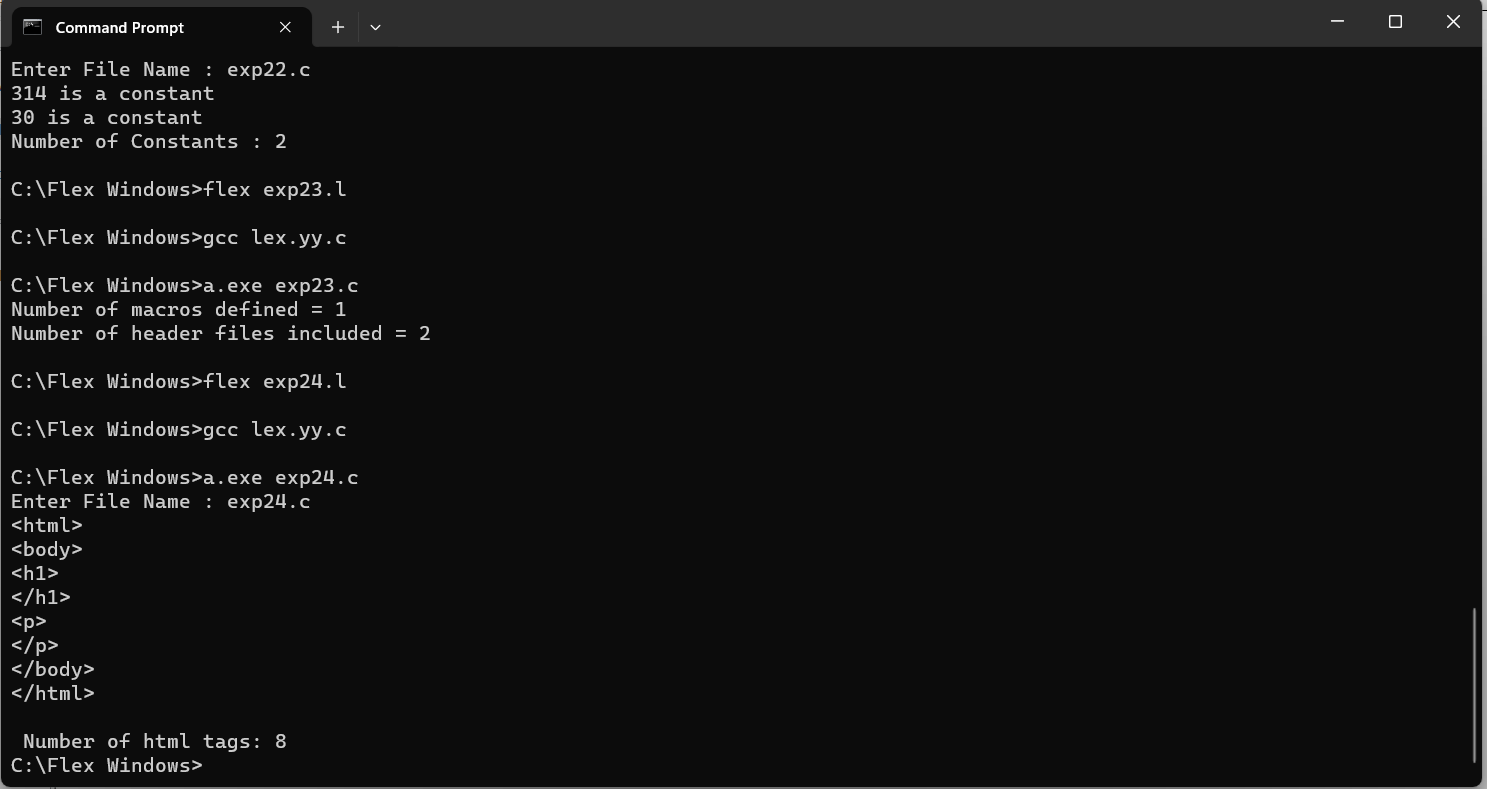 Command Prompt
Enter File Name : exp22.c
314 is a constant
30 is a constant
Number of Constants : 2
C:\Flex Windows>flex exp23.l
C:\Flex Windows>gcc lex.yy.c
C:\Flex Windows>a.exe exp23.c
Number of macros defined = 1
Number of header files included = 2
C:\Flex Windows>flex exp24.l
C:\Flex Windows>gcc lex.yy.c
C:\Flex Windows>a.exe exp24.c
Enter File Name : exp24.c
<html>
<body>
<h1>
</h1>
<p>
</p>
</body>
</html>
Number of html tags: 8
C:\Flex Windows>